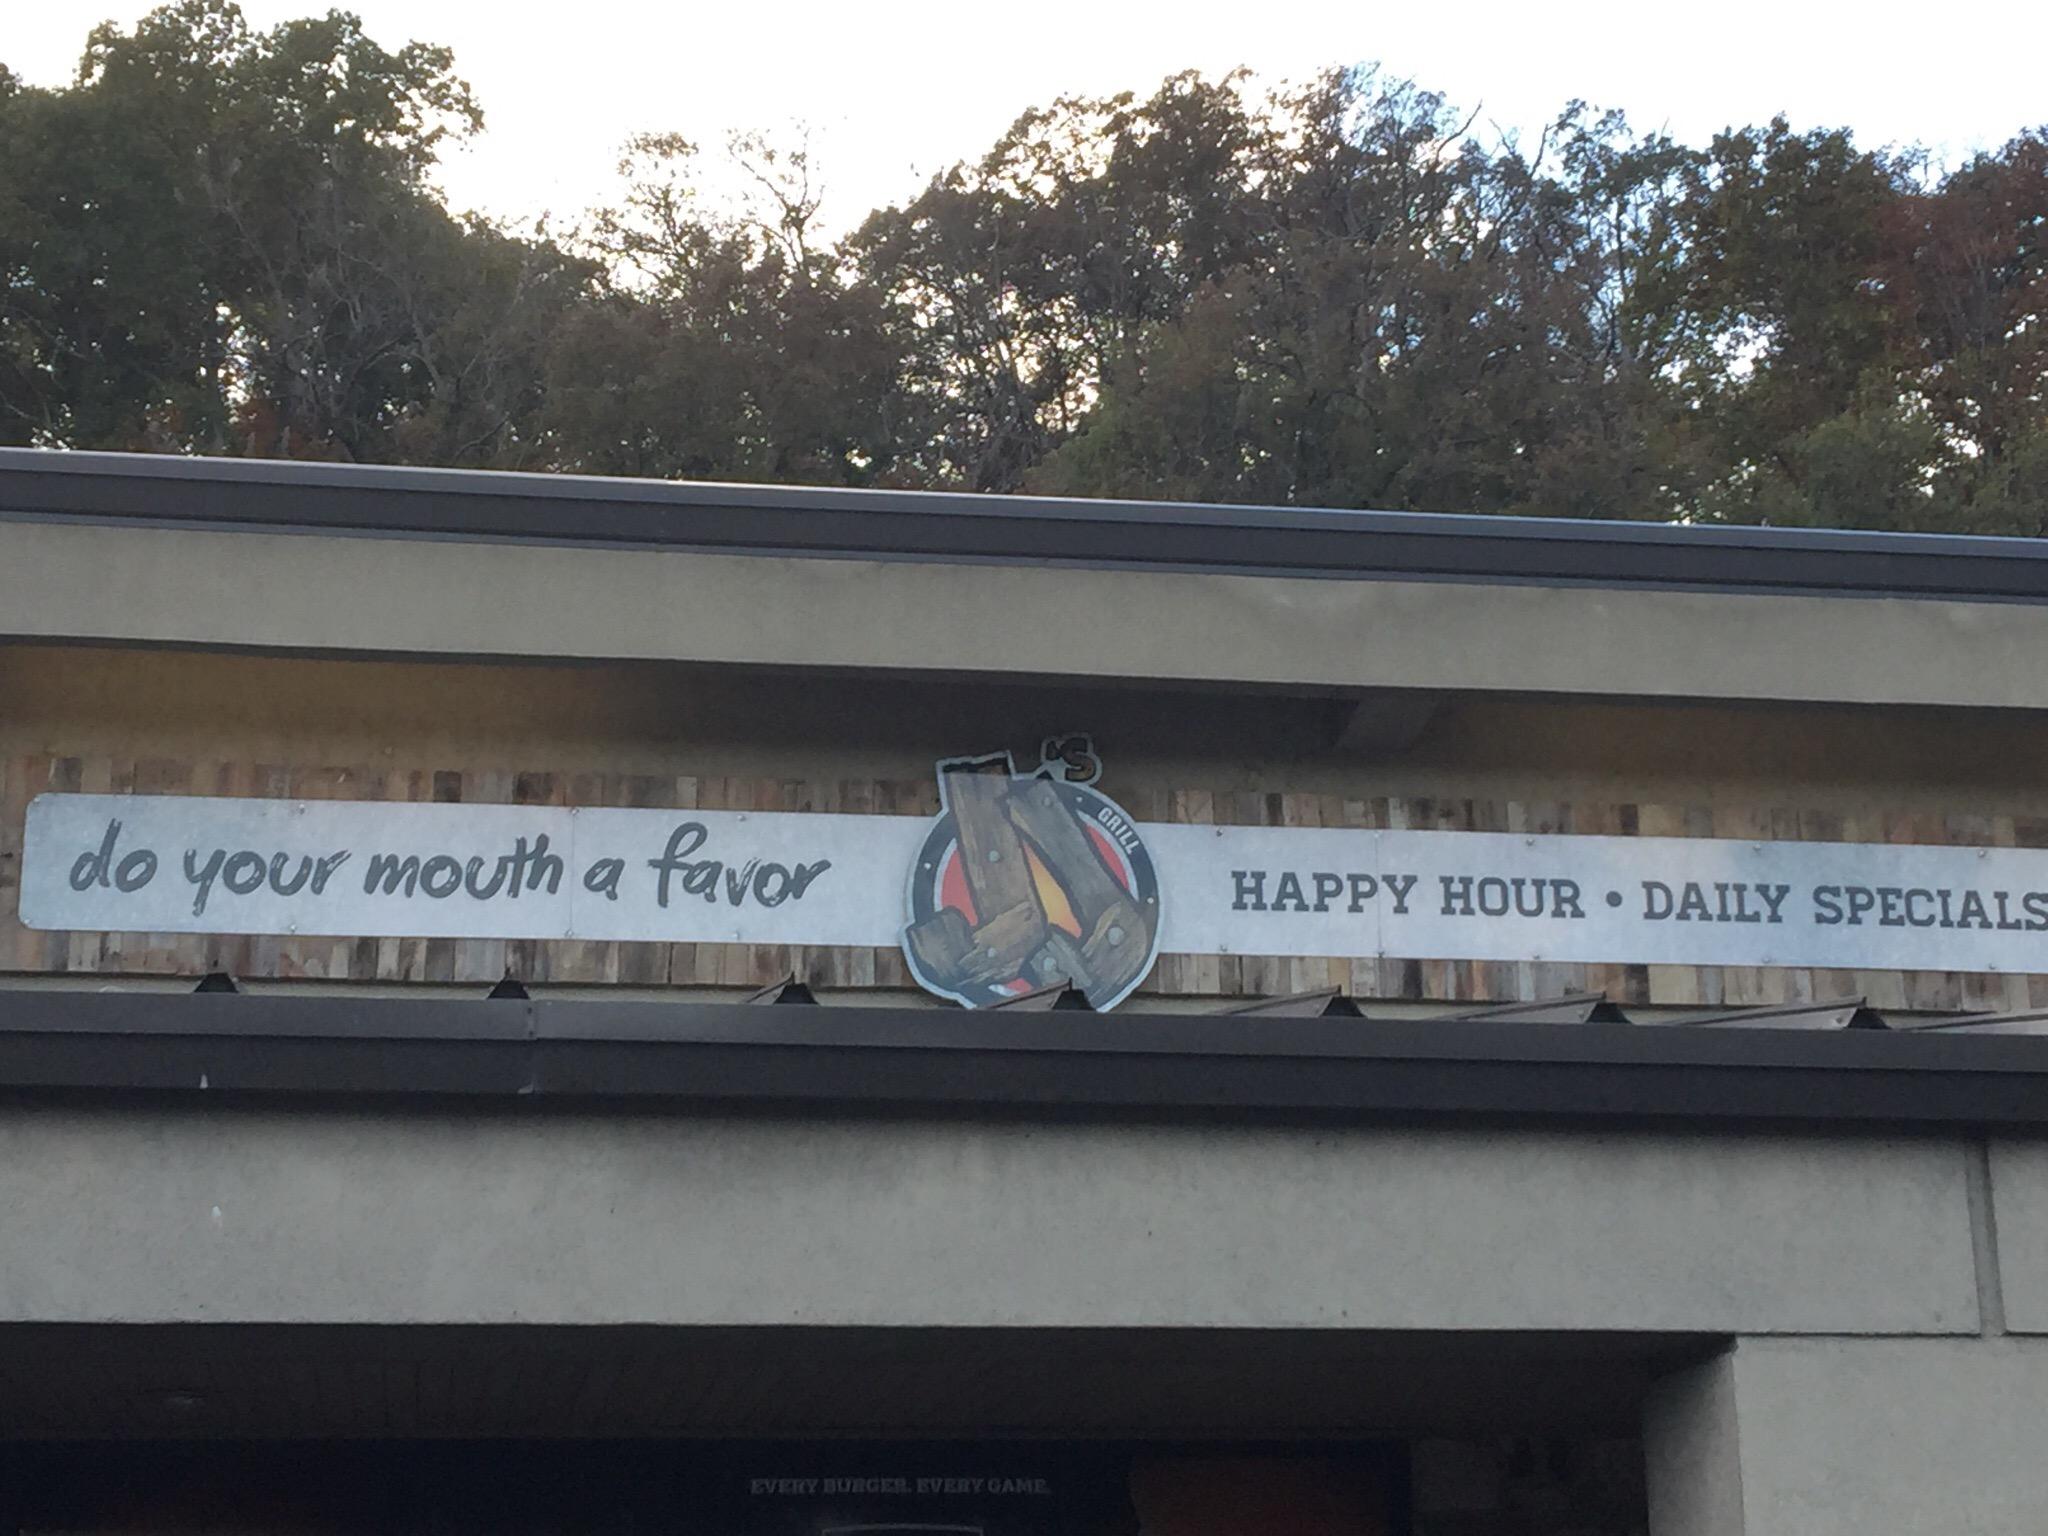 do your mouth a favor
'S
GRILL
HAPPY HOUR • DAILY SPECIALS
EVERY BURGER. EVERY GAME.